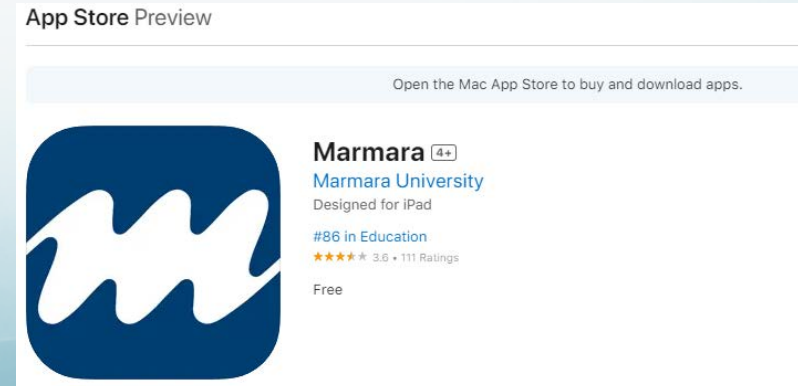 App Store Preview
Open the Mac App Store to buy and download apps.
Marmara 4+
Marmara University
Designed for iPad
#86 in Education
3.6 • 111 Ratings
Free